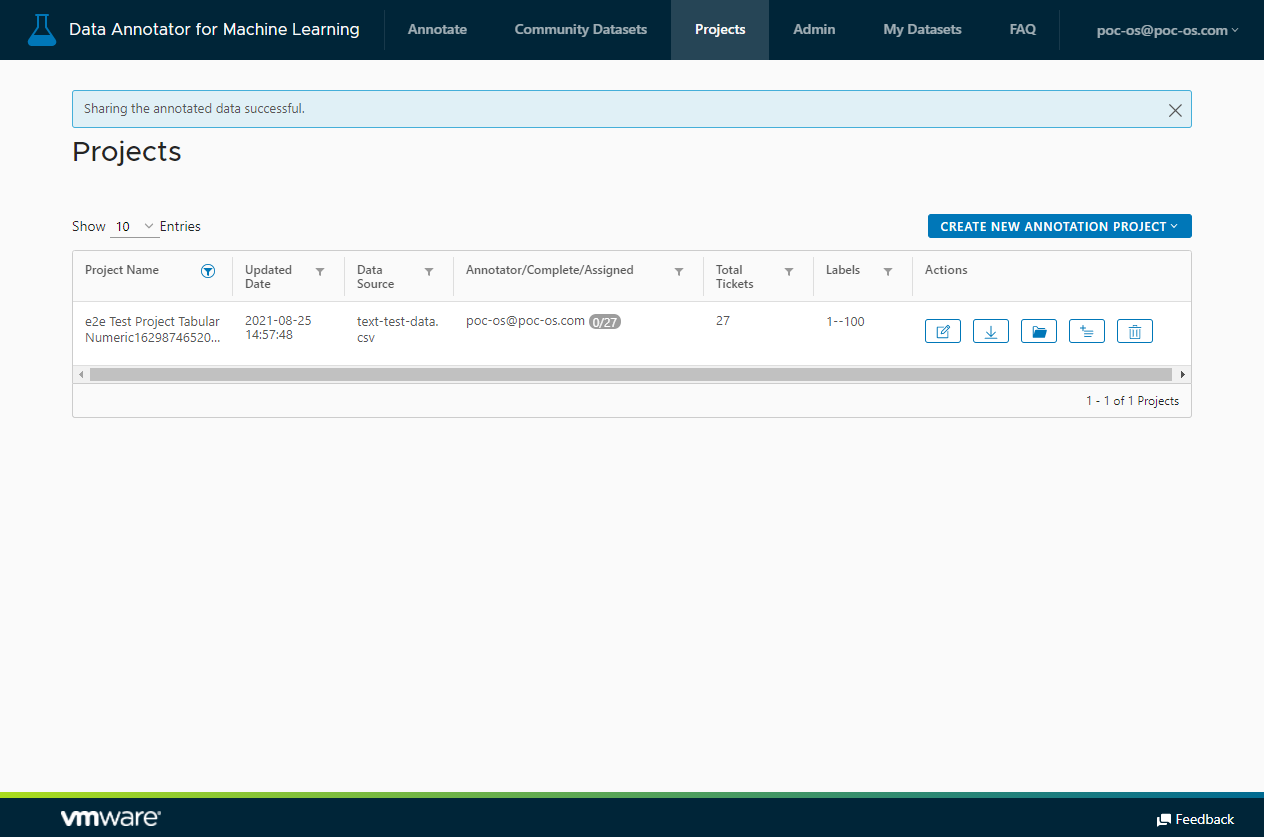 Data Annotator for Machine Learning
Annotate
Community Datasets
Projects
Admin
My Datasets
FAQ
poc-os@poc-os.com
Sharing the annotated data successful.
Projects
Show 10 Entries
CREATE NEW ANNOTATION PROJECT
Project Name
Updated
Date
Data
Source
Annotator/Complete/Assigned
Total
Tickets
Labels
Actions
e2e Test Project Tabular
Numeric16298746520...
2021-08-25
14:57:48
text-test-data.
csv
poc-os@poc-os.com 0/27
27
1--100
1 - 1 of 1 Projects
vmware
Feedback